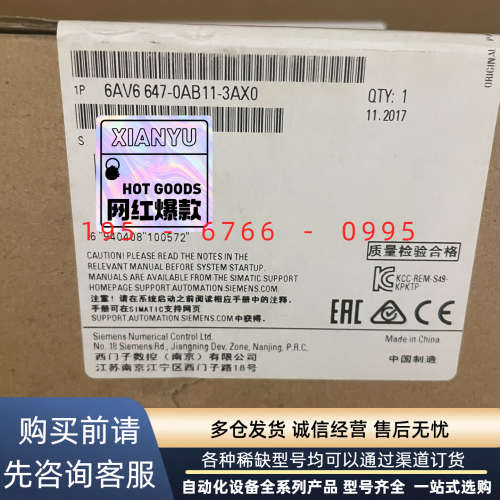 ORIGINAL
1P 6AV6 647-0AB11-3AX0
QTY: 1
11.2017
S
XIANYU
HOT GOODS
网红爆款
195 - 6766 - 0995
6"940408"100572"
质量检验合格
CAUTION! PLEASE READ THE NOTES IN THE
RELEVANT MANUAL BEFORE SYSTEM STARTUP.
MANUALS ARE AVAILABLE FROM THE SIMATIC SUPPORT
HOMEPAGE SUPPORT.AUTOMATION.SIEMENS.COM
注意! 请在系统启动之前阅读相应手册中的注释。
手册可在SIMATIC支持网页
SUPPORT.AUTOMATION.SIEMENS.COM 中获得.
KCC-REM-S49-
KPKTP
EAC CE
Siemens Numerical Control Ltd.
No. 18 Siemens Rd., Jiangning Dev. Zone, Nanjing, P.R.C.
西门子数控（南京）有限公司
江苏南京江宁区西门子路18号
Made in China
中国制造
购买前请
先咨询客服
多仓发货 诚信经营 售后无忧
各种稀缺型号均可以通过渠道订货
自动化设备全系列产品 型号齐全 一站式选购